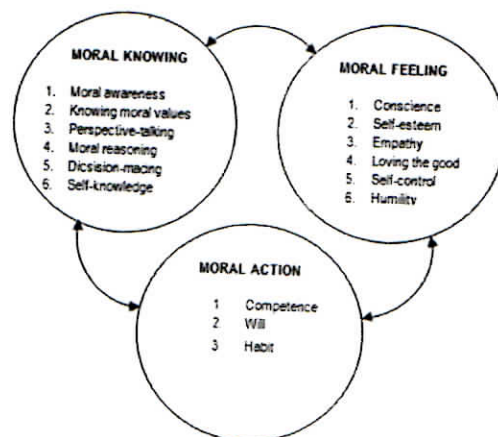 MORAL KNOWING
1. Moral awareness
2. Knowing moral values
3. Perspective-talking
4. Moral reasoning
5. Dicsision-macing
6. Self-knowledge
MORAL FEELING
1. Conscience
2. Self-esteem
3. Empathy
4. Loving the good
5. Self-control
6. Humility
MORAL ACTION
1 Competence
2 Will
3 Habit